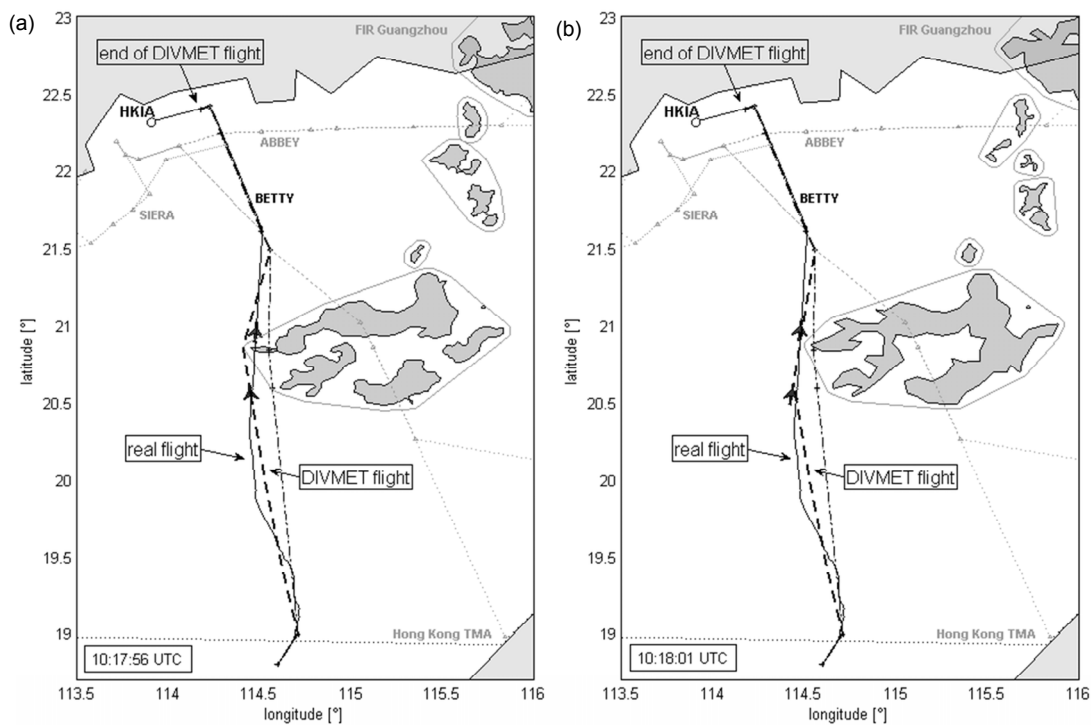 (a)
23
22.5
22
21.5
21
20.5
20
19.5
19
latitude [°]
FIR Guangzhou
end of DIVMET flight
HKIA
ABBEY
BETTY
SIERA
real flight
DIVMET flight
Hong Kong TMA
10:17:56 UTC
113.5 114 114.5 115 115.5 116
longitude [°]
(b)
23
22.5
22
21.5
21
20.5
20
19.5
19
latitude [°]
FIR Guangzhou
end of DIVMET flight
HKIA
ABBEY
BETTY
SIERA
real flight
DIVMET flight
Hong Kong TMA
10:18:01 UTC
113.5 114 114.5 115 115.5 116
longitude [°]